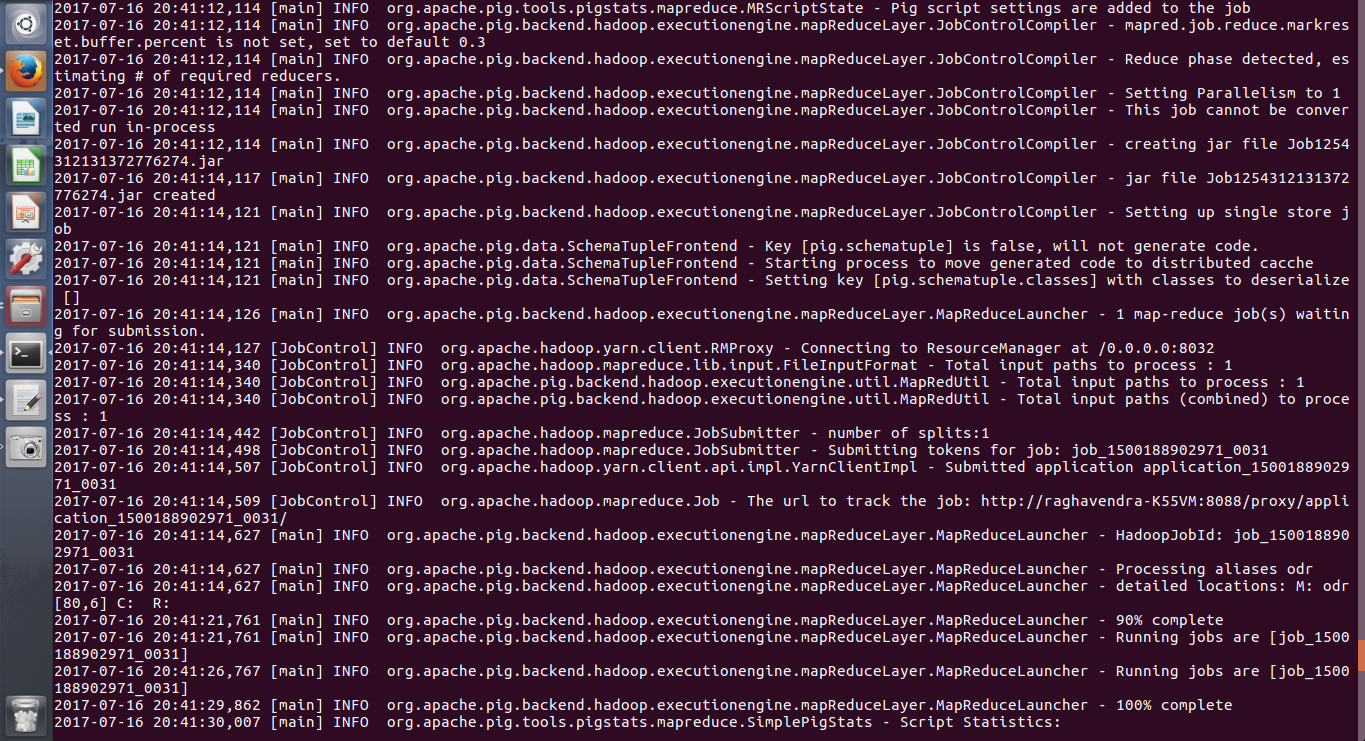 2017-07-16 20:41:12,114 [main] INFO  org.apache.pig.tools.pigstats.mapreduce.MRScriptState - Pig script settings are added to the job
2017-07-16 20:41:12,114 [main] INFO  org.apache.pig.backend.hadoop.executionengine.mapReduceLayer.JobControlCompiler - mapred.job.reduce.markres
et.buffer.percent is not set, set to default 0.3
2017-07-16 20:41:12,114 [main] INFO  org.apache.pig.backend.hadoop.executionengine.mapReduceLayer.JobControlCompiler - Reduce phase detected, es
timating # of required reducers.
2017-07-16 20:41:12,114 [main] INFO  org.apache.pig.backend.hadoop.executionengine.mapReduceLayer.JobControlCompiler - Setting Parallelism to 1
2017-07-16 20:41:12,114 [main] INFO  org.apache.pig.backend.hadoop.executionengine.mapReduceLayer.JobControlCompiler - This job cannot be conver
ted run in-process
2017-07-16 20:41:12,114 [main] INFO  org.apache.pig.backend.hadoop.executionengine.mapReduceLayer.JobControlCompiler - creating jar file Job1254
312131372776274.jar
2017-07-16 20:41:14,117 [main] INFO  org.apache.pig.backend.hadoop.executionengine.mapReduceLayer.JobControlCompiler - jar file Job1254312131372
776274.jar created
2017-07-16 20:41:14,121 [main] INFO  org.apache.pig.backend.hadoop.executionengine.mapReduceLayer.JobControlCompiler - Setting up single store j
ob
2017-07-16 20:41:14,121 [main] INFO  org.apache.pig.data.SchemaTupleFrontend - Key [pig.schematuple] is false, will not generate code.
2017-07-16 20:41:14,121 [main] INFO  org.apache.pig.data.SchemaTupleFrontend - Starting process to move generated code to distributed cacche
2017-07-16 20:41:14,121 [main] INFO  org.apache.pig.data.SchemaTupleFrontend - Setting key [pig.schematuple.classes] with classes to deserialize
 []
2017-07-16 20:41:14,126 [main] INFO  org.apache.pig.backend.hadoop.executionengine.mapReduceLayer.MapReduceLauncher - 1 map-reduce job(s) waitin
g for submission.
2017-07-16 20:41:14,127 [JobControl] INFO  org.apache.hadoop.yarn.client.RMProxy - Connecting to ResourceManager at /0.0.0.0:8032
2017-07-16 20:41:14,340 [JobControl] INFO  org.apache.hadoop.mapreduce.lib.input.FileInputFormat - Total input paths to process : 1
2017-07-16 20:41:14,340 [JobControl] INFO  org.apache.pig.backend.hadoop.executionengine.util.MapRedUtil - Total input paths to process : 1
2017-07-16 20:41:14,340 [JobControl] INFO  org.apache.pig.backend.hadoop.executionengine.util.MapRedUtil - Total input paths (combined) to proce
ss : 1
2017-07-16 20:41:14,442 [JobControl] INFO  org.apache.hadoop.mapreduce.JobSubmitter - number of splits:1
2017-07-16 20:41:14,498 [JobControl] INFO  org.apache.hadoop.mapreduce.JobSubmitter - Submitting tokens for job: job_1500188902971_0031
2017-07-16 20:41:14,507 [JobControl] INFO  org.apache.hadoop.yarn.client.api.impl.YarnClientImpl - Submitted application application_15001889029
71_0031
2017-07-16 20:41:14,509 [JobControl] INFO  org.apache.hadoop.mapreduce.Job - The url to track the job: http://raghavendra-K55VM:8088/proxy/appli
cation_1500188902971_0031/
2017-07-16 20:41:14,627 [main] INFO  org.apache.pig.backend.hadoop.executionengine.mapReduceLayer.MapReduceLauncher - HadoopJobId: job_150018890
2971_0031
2017-07-16 20:41:14,627 [main] INFO  org.apache.pig.backend.hadoop.executionengine.mapReduceLayer.MapReduceLauncher - Processing aliases odr
2017-07-16 20:41:14,627 [main] INFO  org.apache.pig.backend.hadoop.executionengine.mapReduceLayer.MapReduceLauncher - detailed locations: M: odr
[80,6] C:  R:
2017-07-16 20:41:21,761 [main] INFO  org.apache.pig.backend.hadoop.executionengine.mapReduceLayer.MapReduceLauncher - 90% complete
2017-07-16 20:41:21,761 [main] INFO  org.apache.pig.backend.hadoop.executionengine.mapReduceLayer.MapReduceLauncher - Running jobs are [job_1500
188902971_0031]
2017-07-16 20:41:26,767 [main] INFO  org.apache.pig.backend.hadoop.executionengine.mapReduceLayer.MapReduceLauncher - Running jobs are [job_1500
188902971_0031]
2017-07-16 20:41:29,862 [main] INFO  org.apache.pig.backend.hadoop.executionengine.mapReduceLayer.MapReduceLauncher - 100% complete
2017-07-16 20:41:30,007 [main] INFO  org.apache.pig.tools.pigstats.mapreduce.SimplePigStats - Script Statistics: